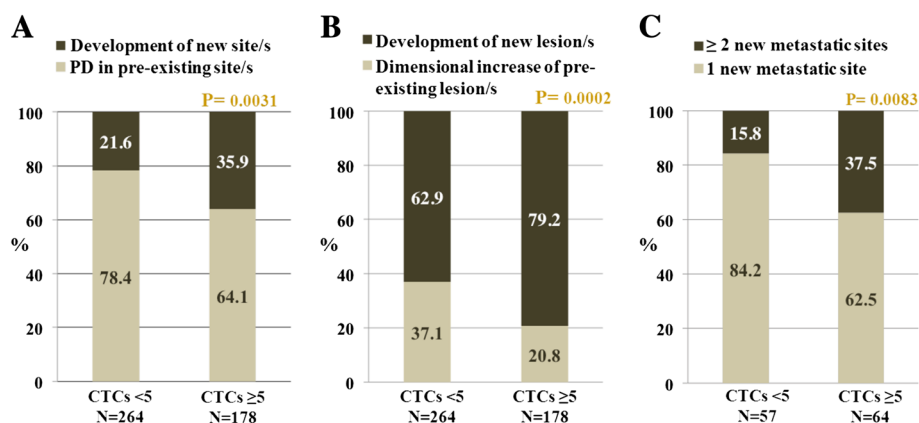 A
Development of new site/s
PD in pre-existing site/s
P= 0.0031
100
80
60
40
20
0
%
21.6
78.4
35.9
64.1
CTCs <5
N=264
CTCs ≥5
N=178
B
Development of new lesion/s
Dimensional increase of pre-
existing lesion/s
P= 0.0002
100
80
60
40
20
0
%
62.9
37.1
79.2
20.8
CTCs <5
N=264
CTCs ≥5
N=178
C
≥ 2 new metastatic sites
1 new metastatic site
P= 0.0083
100
80
60
40
20
0
%
15.8
84.2
37.5
62.5
CTCs <5
N=57
CTCs ≥5
N=64